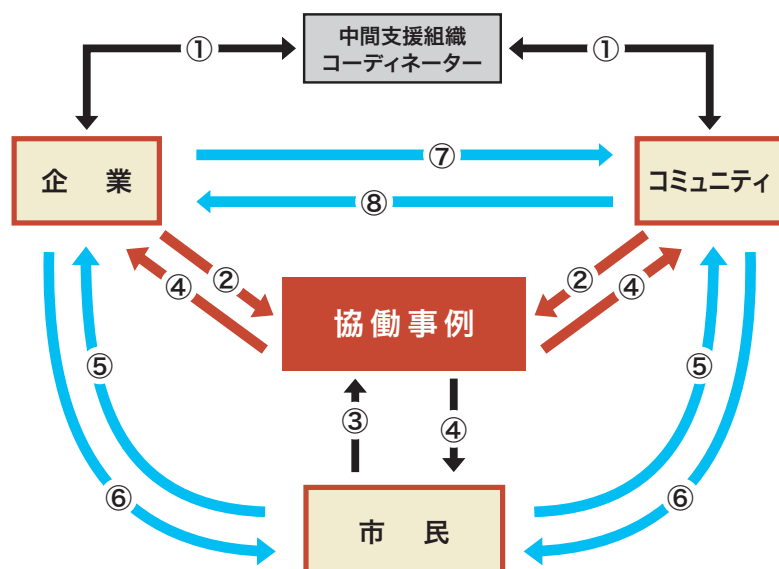 中間支援組織
コーディネーター
①
①
企 業
コミュニティ
⑦
⑧
②
④
②
④
協働事例
⑤
⑤
③
④
⑥
⑥
市 民